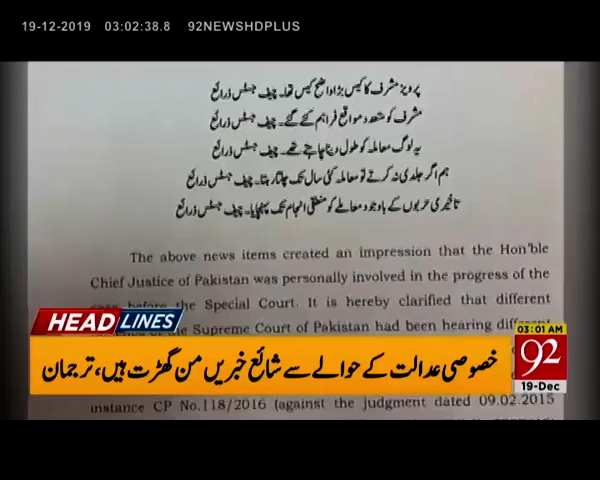 19-12-2019 03:02:38.8 92NEWSHDPLUS
پرویز مشرف کا کیس بڑا واضح کیس تھا۔ چیف جسٹس ذرائع
مشرف کو متعدد مواقع فراہم کئے گئے۔ چیف جسٹس ذرائع
یہ لوگ معاملہ کو طول دینا چاہتے تھے۔ چیف جسٹس ذرائع
ہم اگر جلدی نہ کرتے تو معاملہ کئی سال تک چلتا رہتا۔ چیف جسٹس ذرائع
تاخیری حربوں کے باوجود معاملے کو منطقی انجام تک پہنچایا۔ چیف جسٹس ذرائع
The above news items created an impression that the Hon'ble
Chief Justice of Pakistan was personally involved in the progress of the
before the Special Court. It is hereby clarified that different
of the Supreme Court of Pakistan had been hearing different
HEADLINES
03:01 AM
خصوصی عدالت کے حوالے سے شائع خبریں من گھڑت ہیں، ترجمان
92
19-Dec
instance CP No.118/2016 (against the judgment dated 09.02.2015